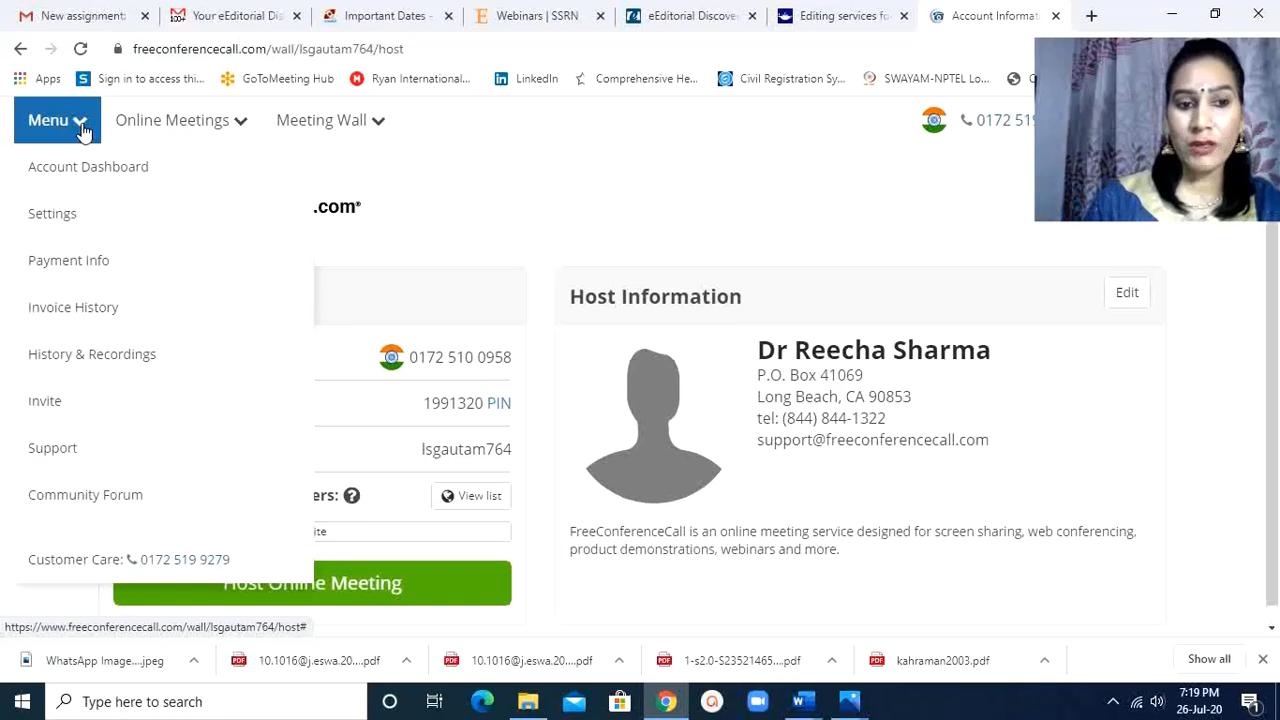 New assignment
100+ Your eEditorial Di
Important Dates -
Webinars | SSRN
eEditorial Discove
Editing services fo
Account Informat
freeconferencecall.com/wall/lsgautam764/host
Apps
Sign in to access thi...
GoToMeeting Hub
Ryan International...
LinkedIn
Comprehensive He...
Civil Registration Sy...
SWAYAM-NPTEL Lo...
Menu
Online Meetings
Meeting Wall
0172 519
Account Dashboard
Settings
.com®
Payment Info
Invoice History
History & Recordings
Invite
Support
Community Forum
Customer Care: 0172 519 9279
0172 510 0958
1991320 PIN
lsgautam764
ers: ? View list
ite
Host Online Meeting
Host Information
Edit
Dr Reecha Sharma
P.O. Box 41069
Long Beach, CA 90853
tel: (844) 844-1322
support@freeconferencecall.com
FreeConferenceCall is an online meeting service designed for screen sharing, web conferencing,
product demonstrations, webinars and more.
https://www.freeconferencecall.com/wall/lsgautam764/host#
WhatsApp Image....jpeg
10.1016@j.eswa.20....pdf
10.1016@j.eswa.20....pdf
1-s2.0-S23521465....pdf
kahraman2003.pdf
Show all
Type here to search
7:19 PM
26-Jul-20